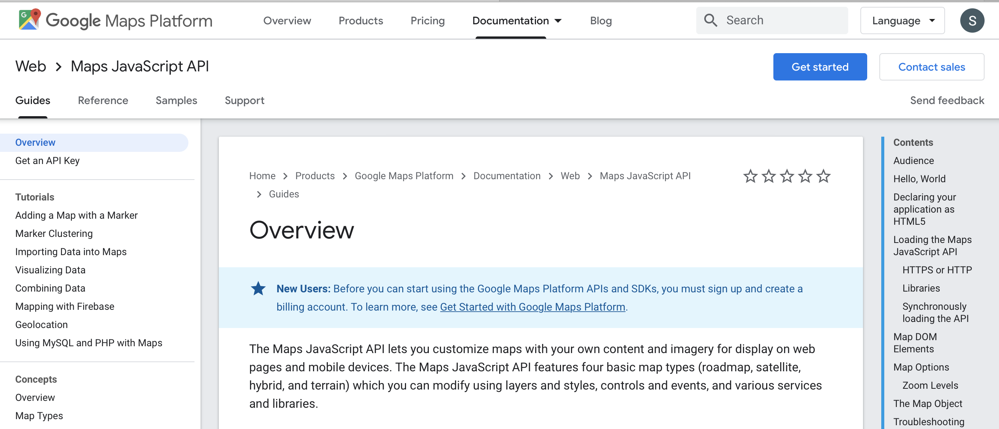 Google Maps Platform
Overview
Products
Pricing
Documentation
Blog
Search
Language
S
Web > Maps JavaScript API
Get started
Contact sales
Guides
Reference
Samples
Support
Send feedback
Overview
Get an API Key
Tutorials
Adding a Map with a Marker
Marker Clustering
Importing Data into Maps
Visualizing Data
Combining Data
Mapping with Firebase
Geolocation
Using MySQL and PHP with Maps
Concepts
Overview
Map Types
Home > Products > Google Maps Platform > Documentation > Web > Maps JavaScript API
> Guides
Overview
New Users: Before you can start using the Google Maps Platform APIs and SDKs, you must sign up and create a
billing account. To learn more, see Get Started with Google Maps Platform.
The Maps JavaScript API lets you customize maps with your own content and imagery for display on web
pages and mobile devices. The Maps JavaScript API features four basic map types (roadmap, satellite,
hybrid, and terrain) which you can modify using layers and styles, controls and events, and various services
and libraries.
Contents
Audience
Hello, World
Declaring your
application as
HTML5
Loading the Maps
JavaScript API
HTTPS or HTTP
Libraries
Synchronously
loading the API
Map DOM
Elements
Map Options
Zoom Levels
The Map Object
Troubleshooting